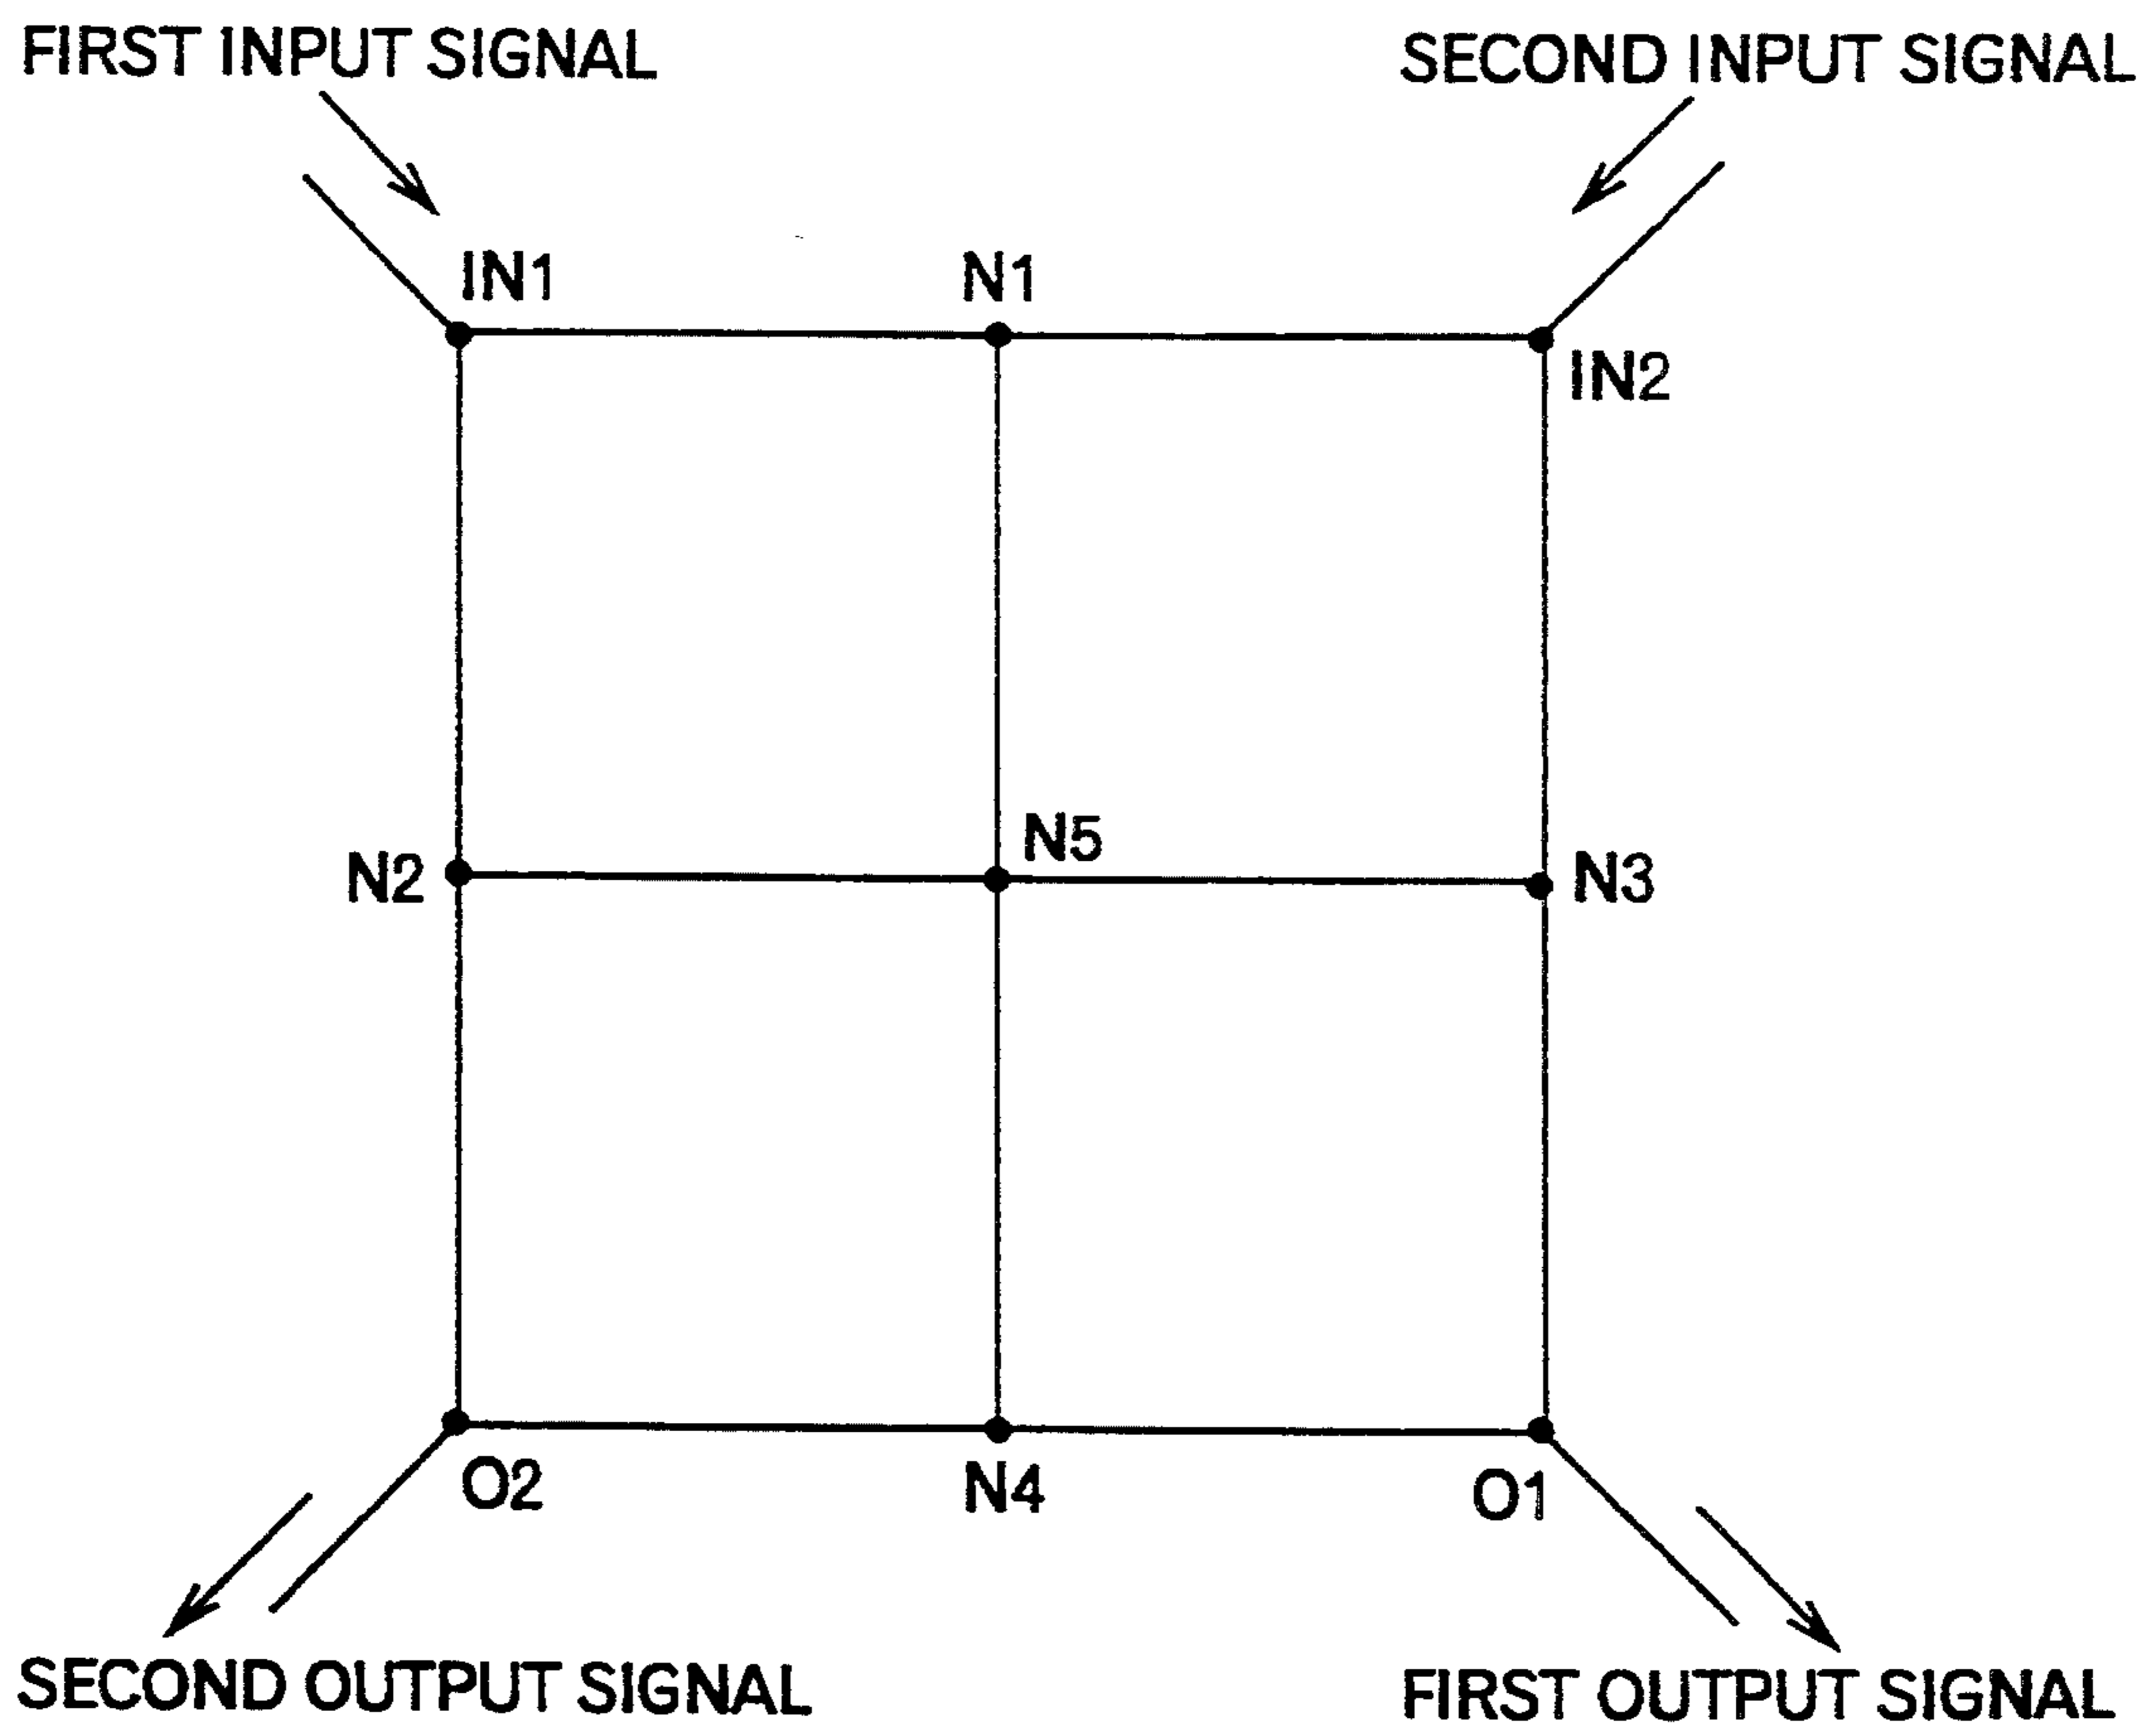 FIRST INPUT SIGNAL
SECOND INPUT SIGNAL
IN1
N1
IN2
N2
N5
N3
O2
N4
O1
SECOND OUTPUT SIGNAL
FIRST OUTPUT SIGNAL